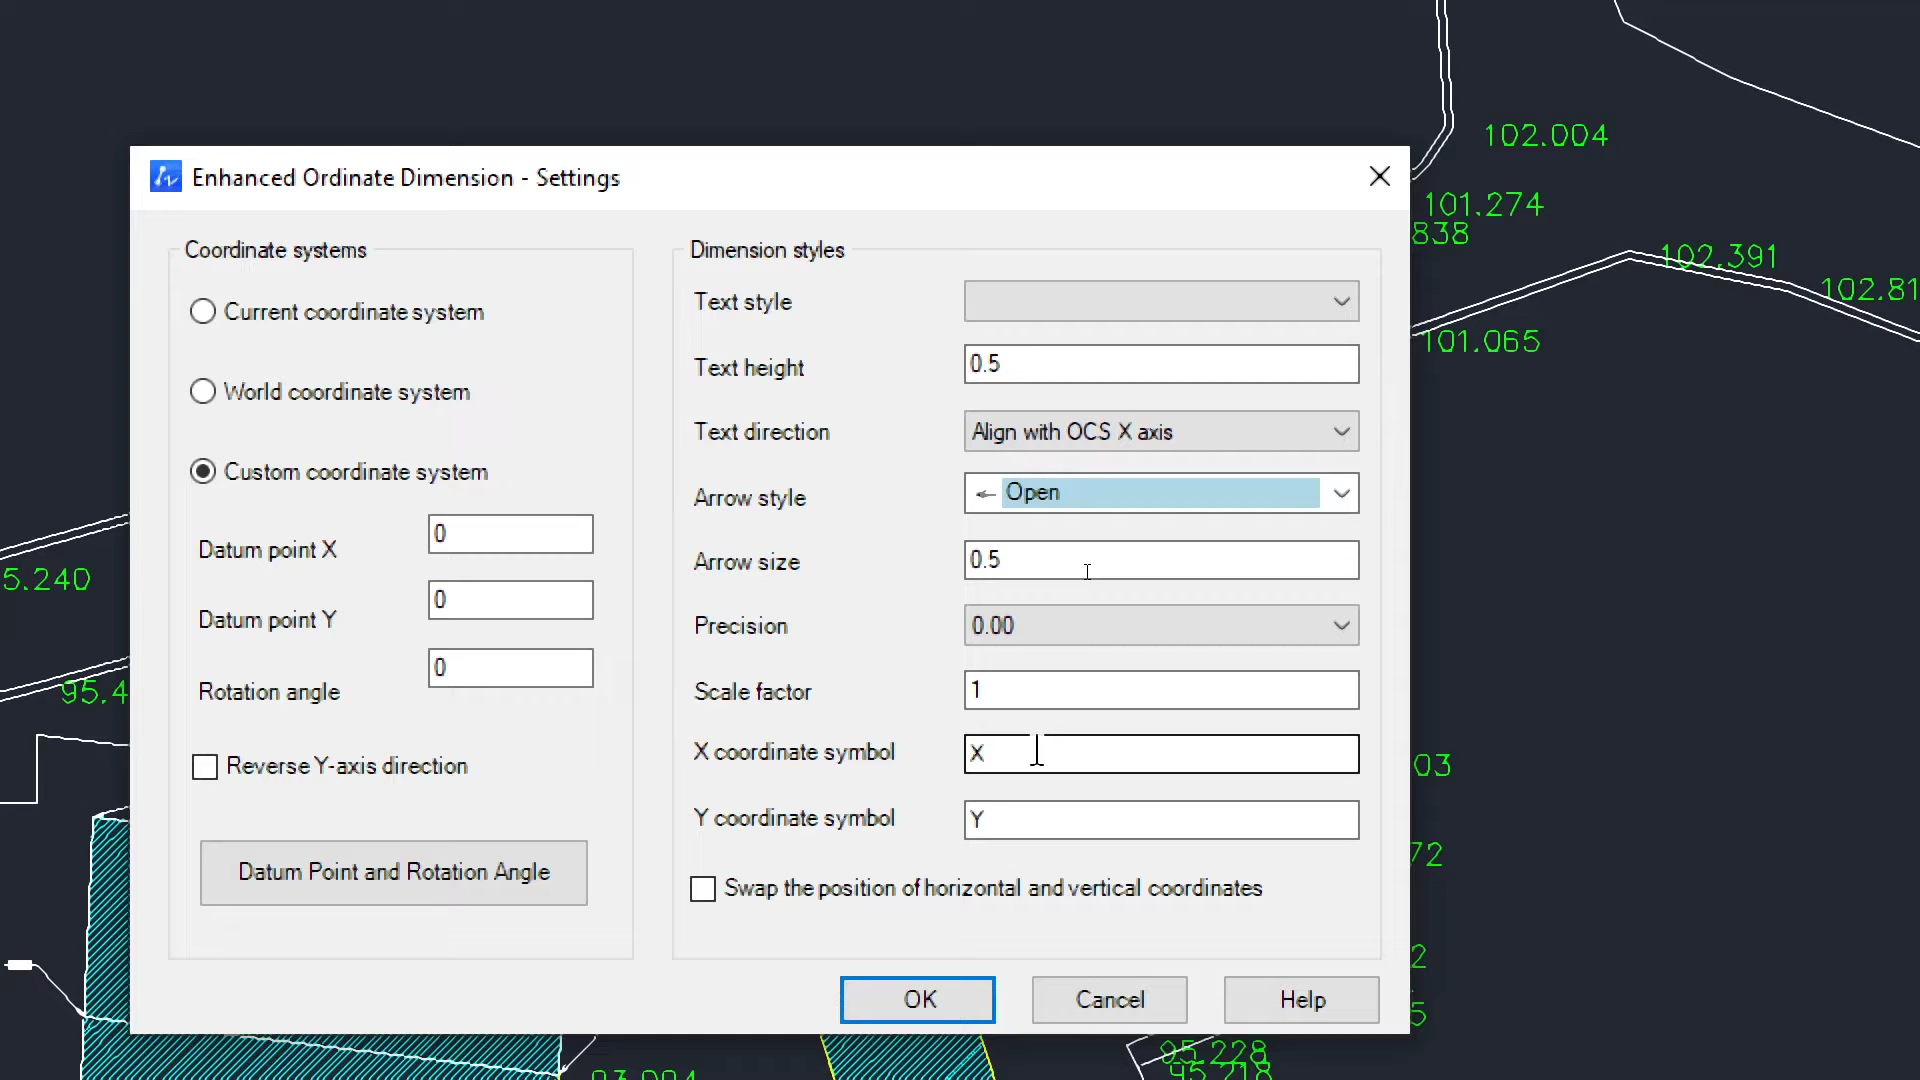 102.004
Enhanced Ordinate Dimension - Settings
101.274
838
Coordinate systems
Dimension styles
102.391
102.81
Text style
Current coordinate system
101.065
Text height
0.5
World coordinate system
Text direction
Align with OCS X axis
Custom coordinate system
Arrow style
Open
Datum point X
0
Arrow size
0.5
5.240
Datum point Y
0
Precision
0.00
Rotation angle
0
95.4
Scale factor
1
X coordinate symbol
X
03
Reverse Y-axis direction
Y coordinate symbol
Y
72
Datum Point and Rotation Angle
Swap the position of horizontal and vertical coordinates
2
OK
Cancel
Help
5
95.228
95.218